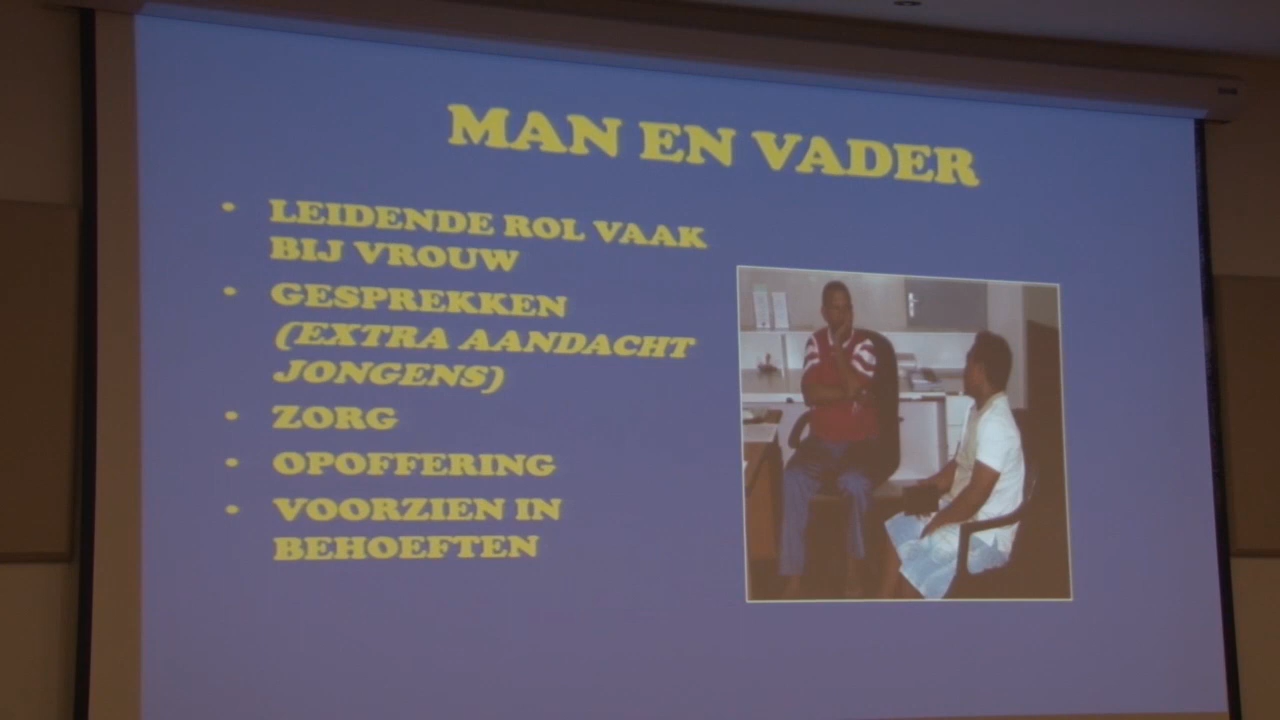 MAN EN VADER
• LEIDENDE ROL VAAK
BIJ VROUW
• GESPREKKEN
(EXTRA AANDACHT
JONGENS)
• ZORG
• OPOFFERING
• VOORZIEN IN
BEHOEFTEN